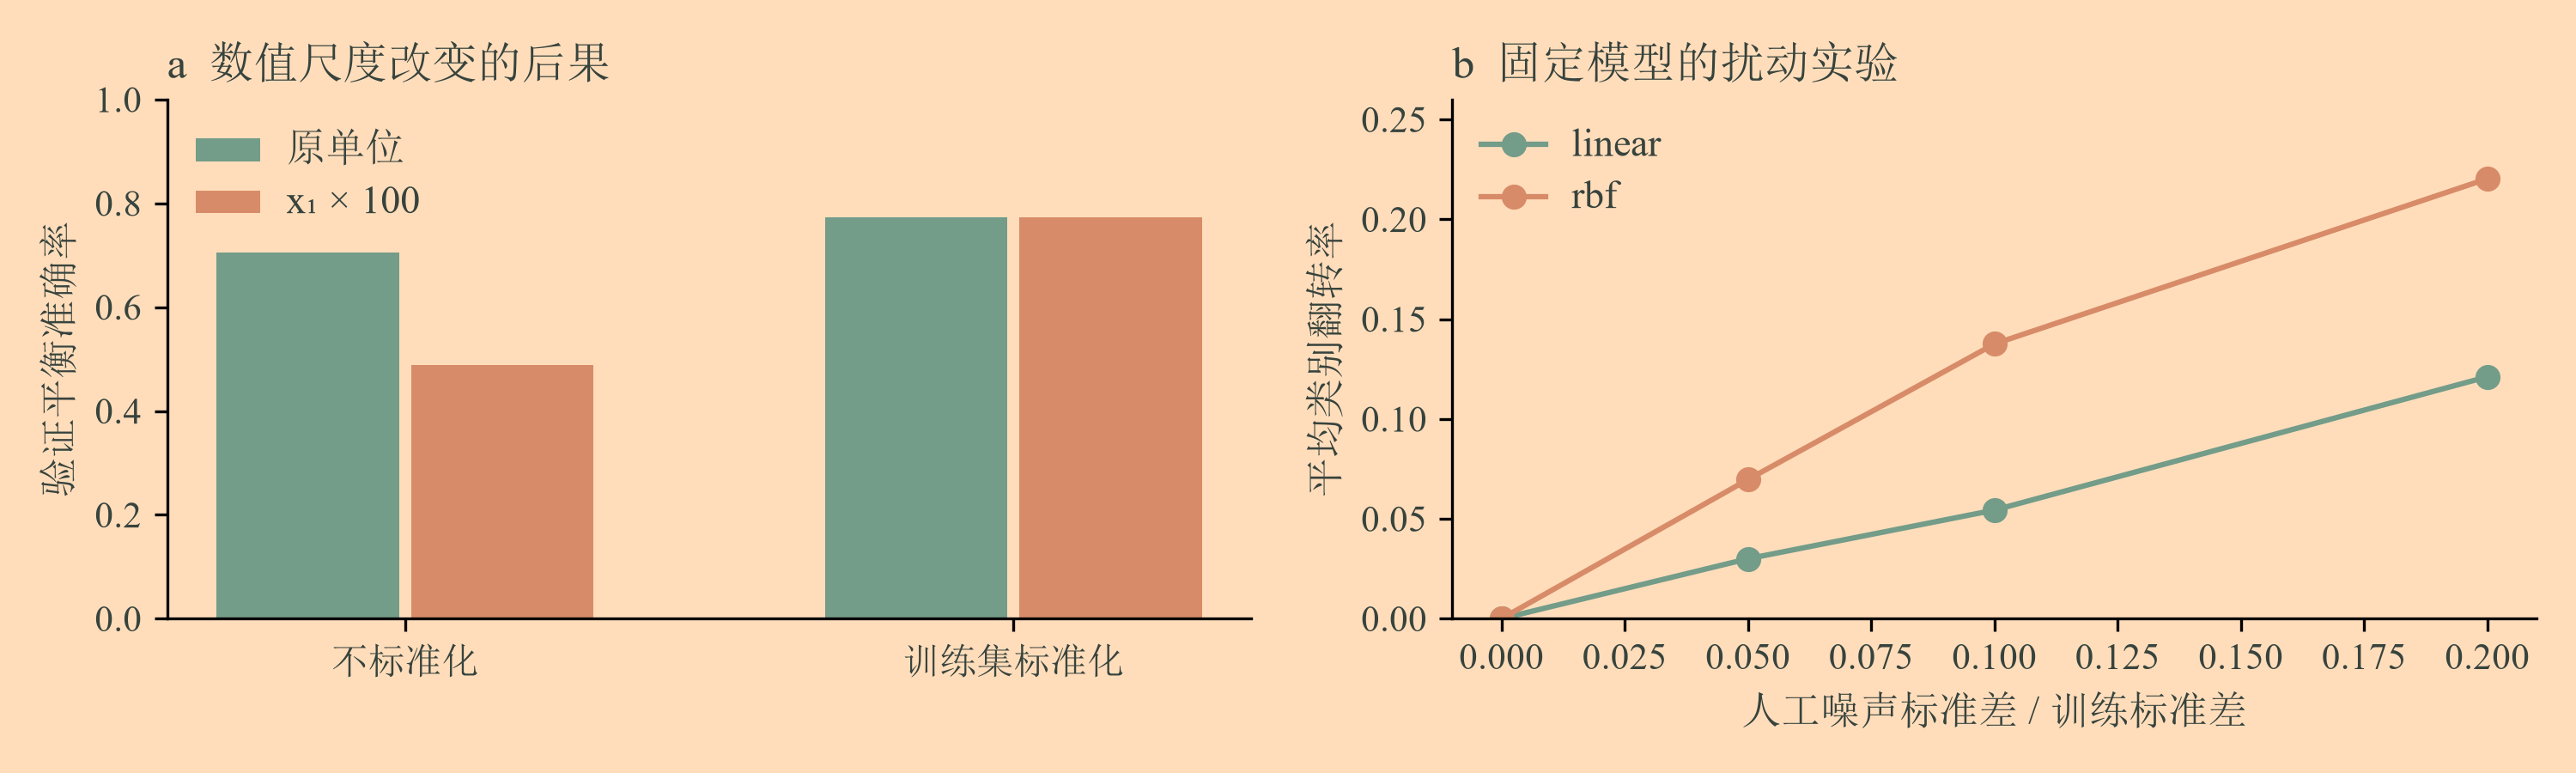 a 数值尺度改变的后果
验证平衡准确率
1.0
0.8
0.6
0.4
0.2
0.0
原单位
x₁ × 100
不标准化
训练集标准化
b 固定模型的扰动实验
平均类别翻转率
0.25
0.20
0.15
0.10
0.05
0.00
linear
rbf
0.000 0.025 0.050 0.075 0.100 0.125 0.150 0.175 0.200
人工噪声标准差 / 训练标准差